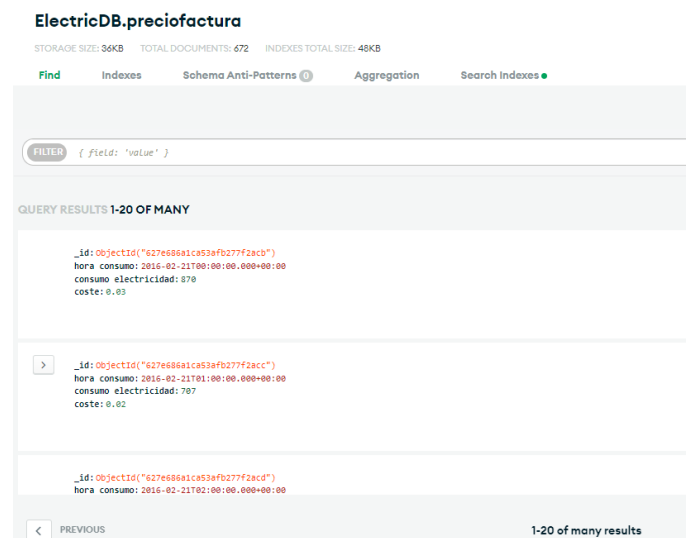 ElectricDB.preciofactura
STORAGE SIZE: 36KB TOTAL DOCUMENTS: 672 INDEXES TOTAL SIZE: 48KB
Find Indexes Schema Anti-Patterns 0 Aggregation Search Indexes
FILTER { field: 'value' }
QUERY RESULTS 1-20 OF MANY
_id: ObjectId("627e686a1ca53afb277f2acb")
hora consumo: 2016-02-21T00:00:00.000+00:00
consumo electricidad: 870
coste: 0.03
_id: ObjectId("627e686a1ca53afb277f2acc")
hora consumo: 2016-02-21T01:00:00.000+00:00
consumo electricidad: 707
coste: 0.02
_id: ObjectId("627e686a1ca53afb277f2acd")
hora consumo: 2016-02-21T02:00:00.000+00:00
PREVIOUS 1-20 of many results